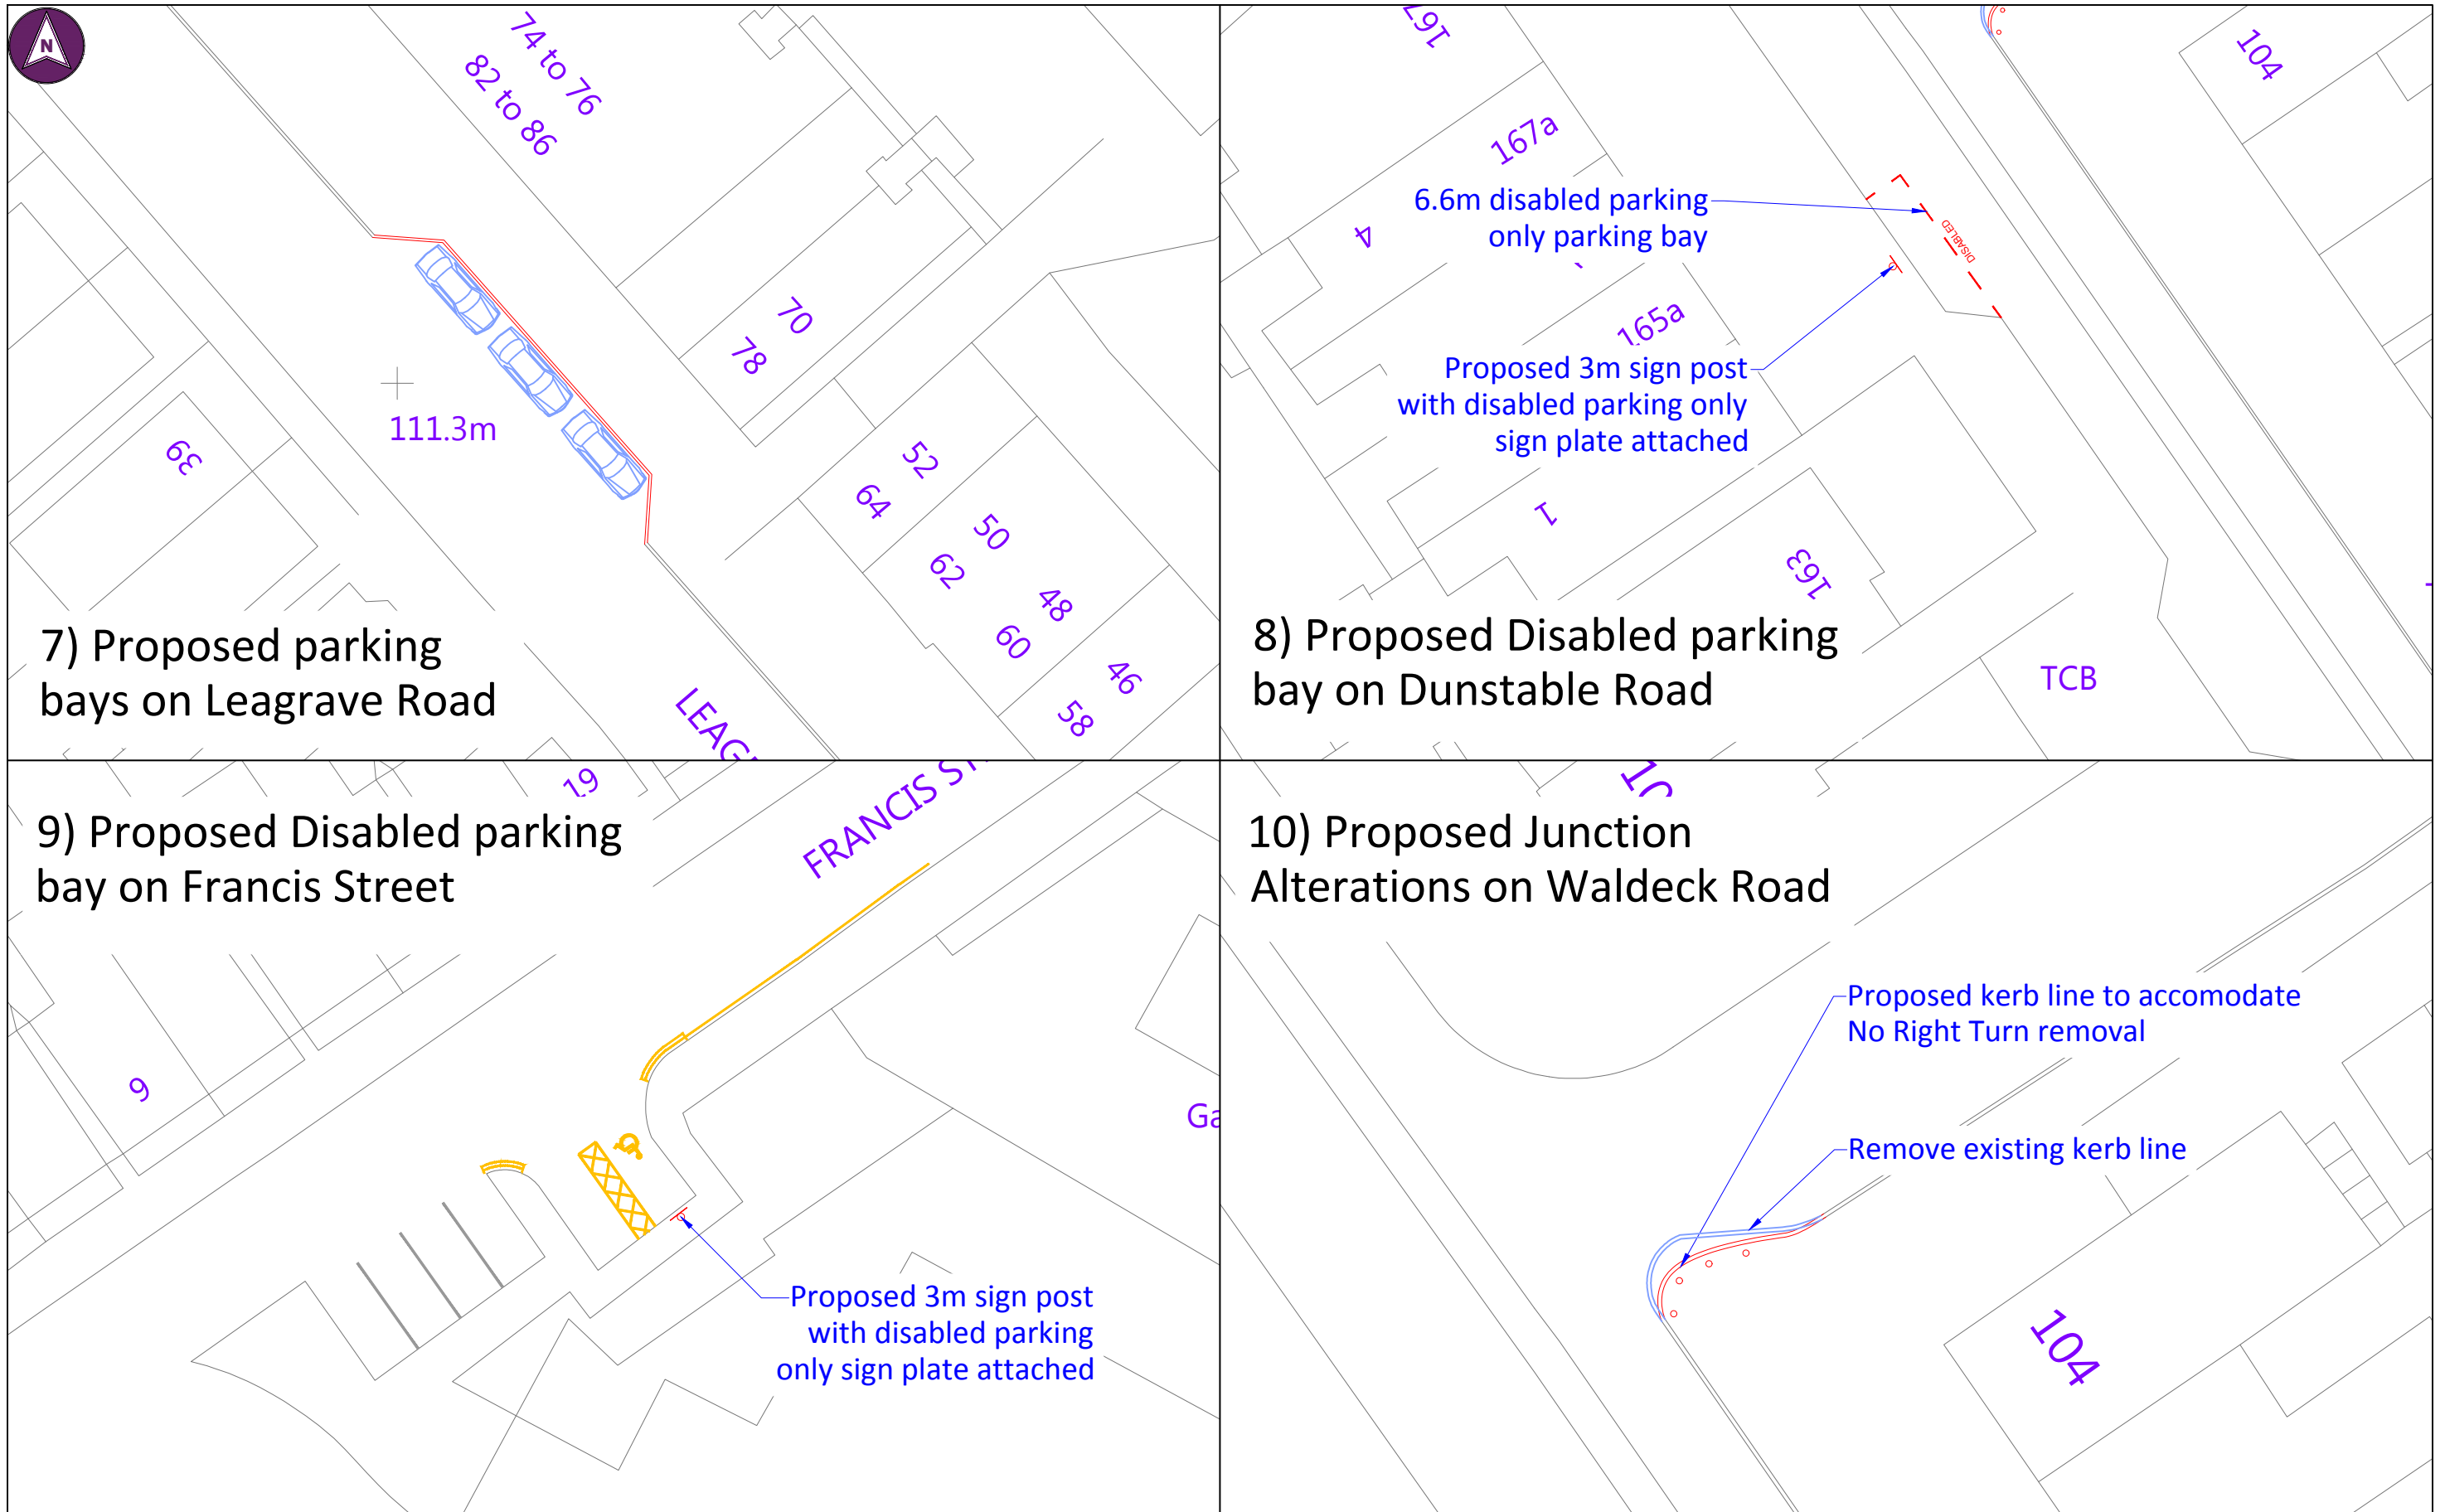 N
74 to 76
82 to 86
70
78
111.3m
39
52
64
50
62
48
60
46
58
7) Proposed parking
bays on Leagrave Road
167a
104
6.6m disabled parking
only parking bay
DISABLED
4
165a
Proposed 3m sign post
with disabled parking only
sign plate attached
1
163
8) Proposed Disabled parking
bay on Dunstable Road
TCB
19
FRANCIS
9) Proposed Disabled parking
bay on Francis Street
9
Proposed 3m sign post
with disabled parking
only sign plate attached
10) Proposed Junction
Alterations on Waldeck Road
Proposed kerb line to accomodate
No Right Turn removal
Remove existing kerb line
104